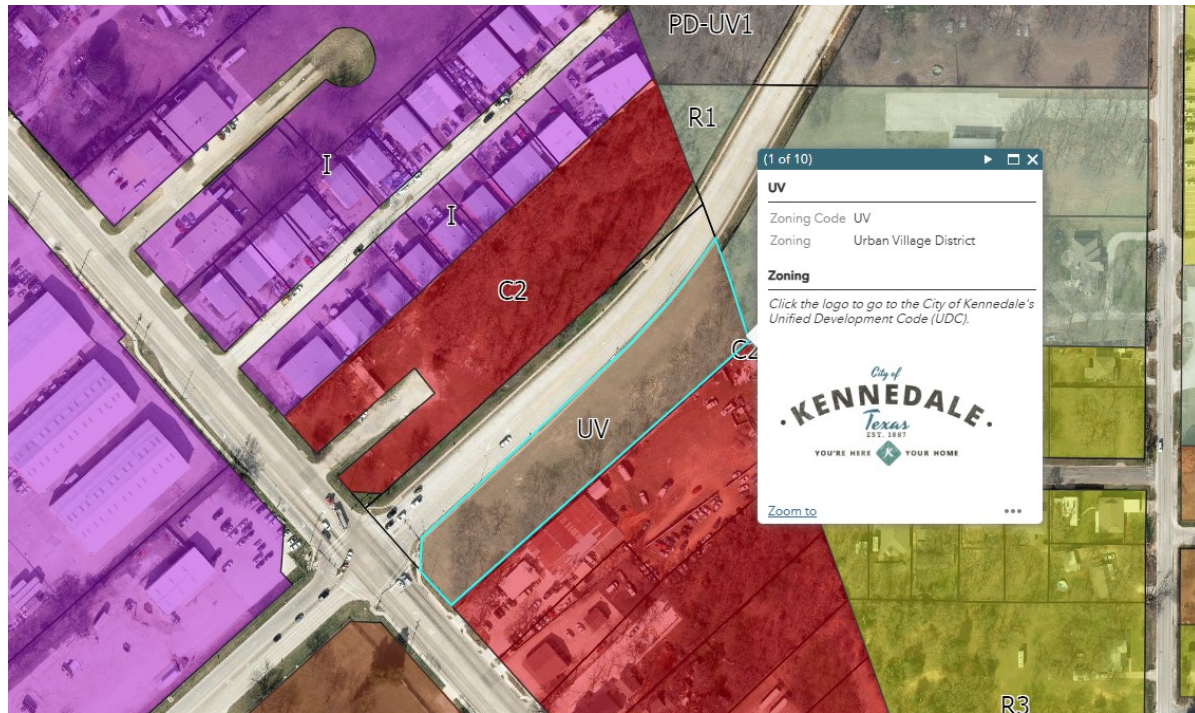 PD-UV1
R1
I
I
C2
UV
C2
R3
(1 of 10)
UV
Zoning Code UV
Zoning Urban Village District
Zoning
Click the logo to go to the City of Kennedale's
Unified Development Code (UDC).
City of
KENNEDALE
Texas
EST. 1887
YOU'RE HERE K YOUR HOME
Zoom to